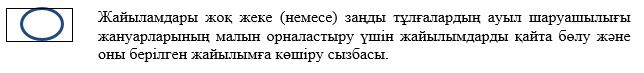 Жайыламдары жоқ жеке (немесе) заңды тұлғалардың ауыл шаруашылығы
жануарларының малын орналастыру үшін жайылымдарды қайта бөлу және
оны берілген жайылымға көшіру сызбасы.